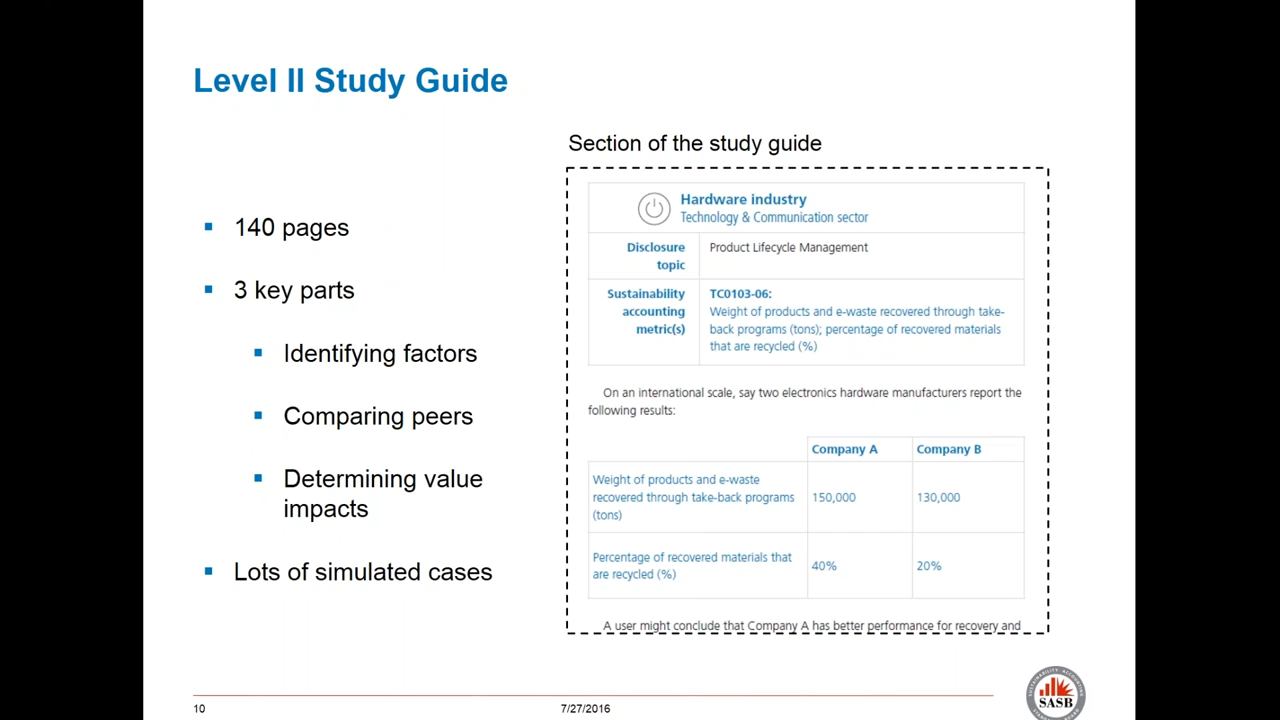 Level II Study Guide
140 pages
3 key parts
Identifying factors
Comparing peers
Determining value
impacts
Lots of simulated cases
Section of the study guide
Hardware industry
Technology & Communication sector
Disclosure
topic
Product Lifecycle Management
Sustainability
accounting
metric(s)
TC0103-06:
Weight of products and e-waste recovered through take-
back programs (tons); percentage of recovered materials
that are recycled (%)
On an international scale, say two electronics hardware manufacturers report the
following results:
Company A Company B
Weight of products and e-waste
recovered through take-back programs
(tons)
150,000 130,000
Percentage of recovered materials that
are recycled (%)
40% 20%
A user might conclude that Company A has better performance for recovery and
10
7/27/2016
SASB